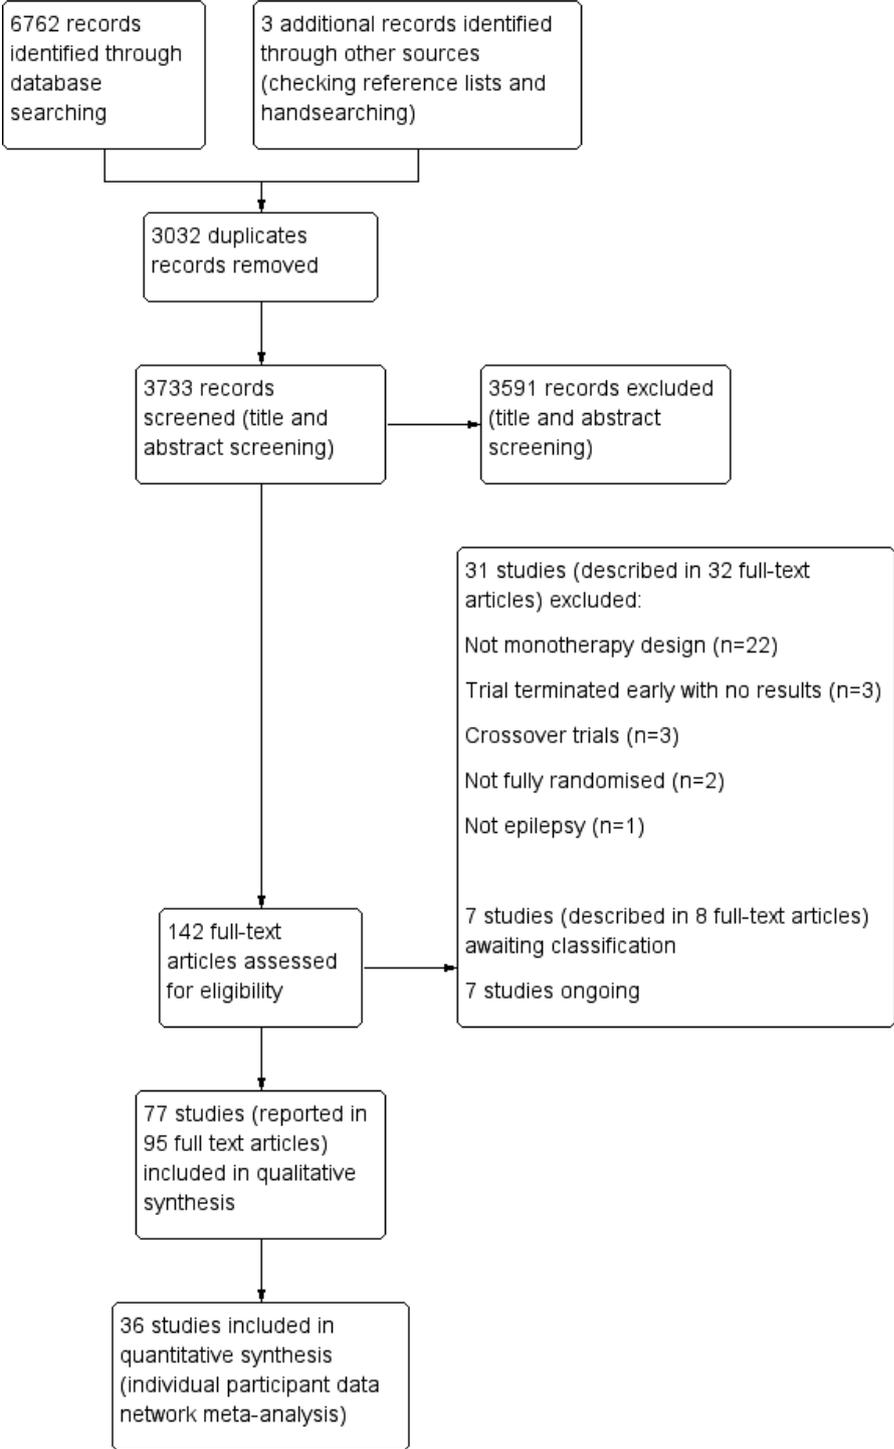 6762 records
identified through
database
searching
3 additional records identified
through other sources
(checking reference lists and
handsearching)
3032 duplicates
records removed
3733 records
screened (title and
abstract screening)
3591 records excluded
(title and abstract
screening)
31 studies (described in 32 full-text
articles) excluded:
Not monotherapy design (n=22)
Trial terminated early with no results (n=3)
Crossover trials (n=3)
Not fully randomised (n=2)
Not epilepsy (n=1)
7 studies (described in 8 full-text articles)
awaiting classification
7 studies ongoing
142 full-text
articles assessed
for eligibility
77 studies (reported in
95 full text articles)
included in qualitative
synthesis
36 studies included in
quantitative synthesis
(individual participant data
network meta-analysis)